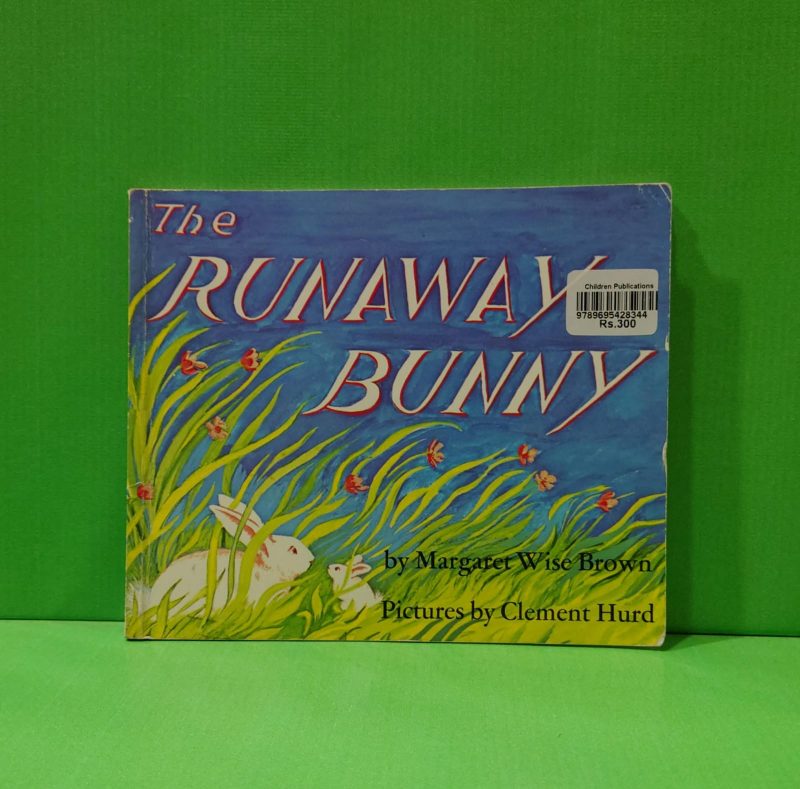 The
RUNAWAY
BUNNY
Children Publications
9789695428344
Rs.300
by Margaret Wise Brown
Pictures by Clement Hurd